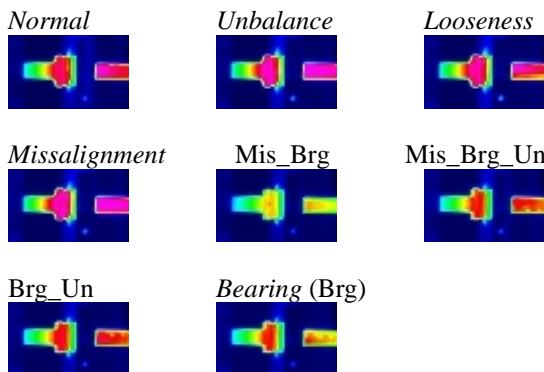 Normal Unbalance Looseness
Missalignment Mis_Brg Mis_Brg_Un
Brg_Un Bearing (Brg)